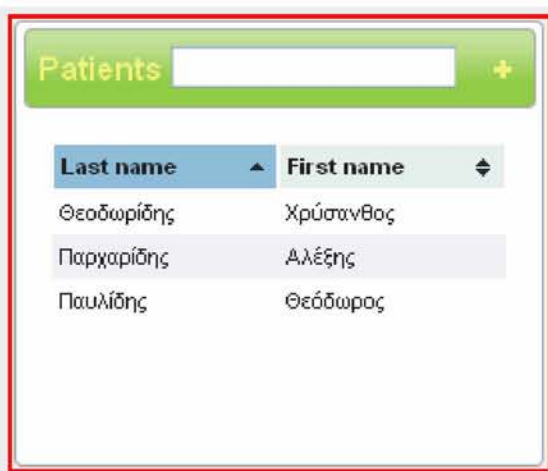 Patients
Last name First name
Θεοδωρίδης Χρύσανθος
Παρχαρίδης Αλέξης
Παυλίδης Θεόδωρος